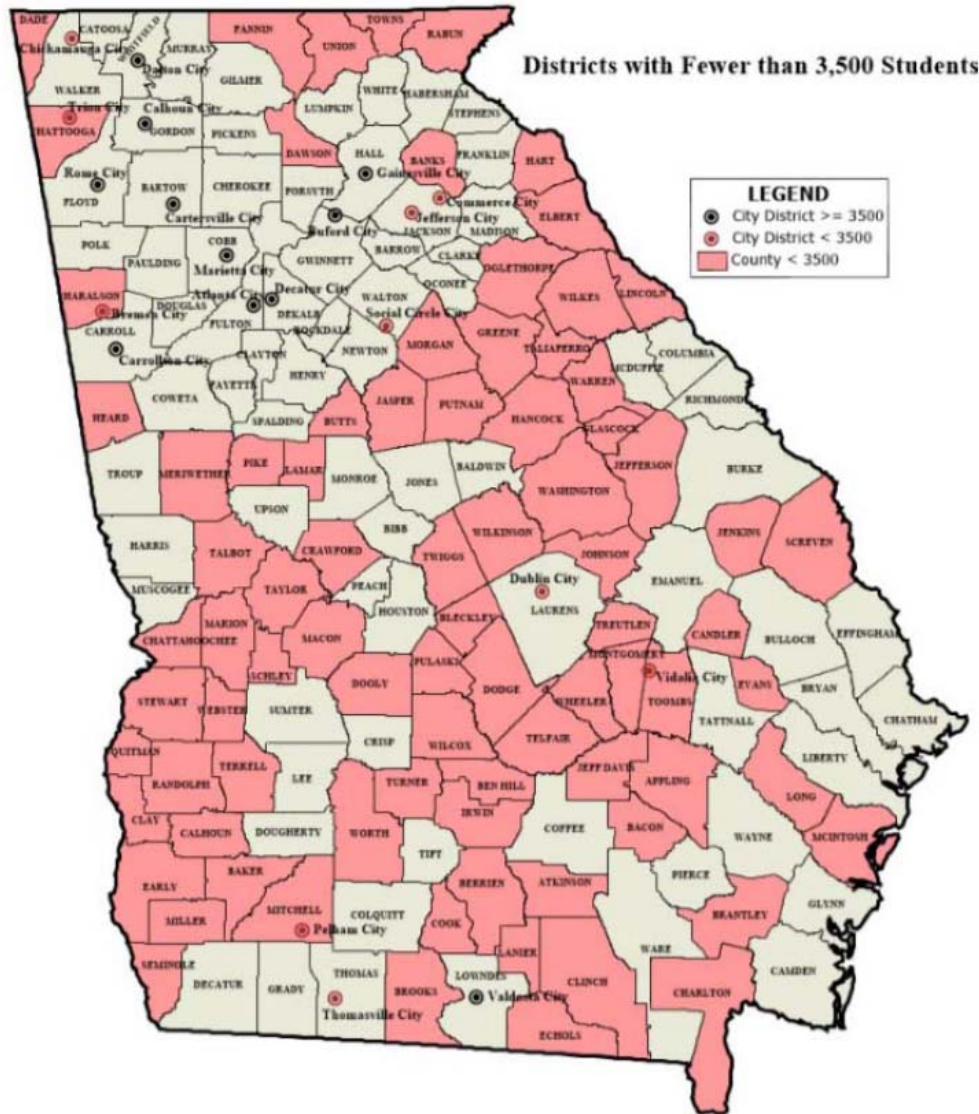 DADE
CATOOSA
Chickamauga City
WHITFIELD
MURRAY
FANNIN
UNION
TOWNS
RABUN
Districts with Fewer than 3,500 Students
Dalton City
WALKER
GILMER
WHITE
HABERSHAM
LUMPKIN
STEPHENS
Trion City
Calhoun City
HATTOOGA
GORDON
PICKENS
DAWSON
HALL
BANKS
FRANKLIN
HART
Gainesville City
Rome City
BARTOW
CHEROKEE
FORSYTH
Commerce City
FLOYD
Cartersville City
Buford City
Jefferson City
JACKSON
MADISON
ELBERT
LEGEND
City District >= 3500
City District < 3500
County < 3500
POLK
COBB
BARROW
CLARKE
PAULDING
Marietta City
GWINNETT
OCONEE
OGLETHORPE
HARALSON
Atlanta City
Decatur City
WALTON
WILKES
LINCOLN
Bremen City
DOUGLAS
DEKALB
Social Circle City
FULTON
ROCKDALE
GREENE
CARROLL
Carrollton City
CLAYTON
NEWTON
MORGAN
TALIAFERRO
COLUMBIA
MCDUFFIE
HENRY
FAYETTE
WARREN
COWETA
JASPER
PUTNAM
RICHMOND
HEARD
SPALDING
BUTTS
HANCOCK
GLASCOCK
TROUP
MERIWETHER
PIKE
LAMAR
MONROE
JONES
BALDWIN
JEFFERSON
BURKE
WASHINGTON
UPSON
BIBB
WILKINSON
JENKINS
SCREVEN
HARRIS
TALBOT
CRAWFORD
TWIGGS
JOHNSON
MUSCOGEE
TAYLOR
PEACH
HOUSTON
Dublin City
LAURENS
EMANUEL
BLECKLEY
TREUTLEN
CANDLER
BULLOCH
EFFINGHAM
CHATTAHOOCHEE
MARION
MACON
SCHLEY
PULASKI
MONTGOMERY
DOOLY
DODGE
Vidalia City
EVANS
BRYAN
STEWART
WEBSTER
SUMTER
WHEELER
TOOMBS
TATTNALL
CHATHAM
CRISP
WILCOX
TELFAIR
LIBERTY
QUITMAN
TERRELL
LEE
JEFF DAVIS
APPLING
RANDOLPH
TURNER
BEN HILL
LONG
CLAY
CALHOUN
DOUGHERTY
WORTH
IRWIN
COFFEE
BACON
WAYNE
MCINTOSH
TIFT
EARLY
BAKER
BERRIEN
ATKINSON
PIERCE
MILLER
MITCHELL
COLQUITT
COOK
BRANTLEY
GLYNN
Pelham City
LANIER
WARE
SEMINOLE
DECATUR
GRADY
THOMAS
LOWNDES
CLINCH
CAMDEN
BROOKS
Valdosta City
CHARLTON
Thomasville City
ECHOLS